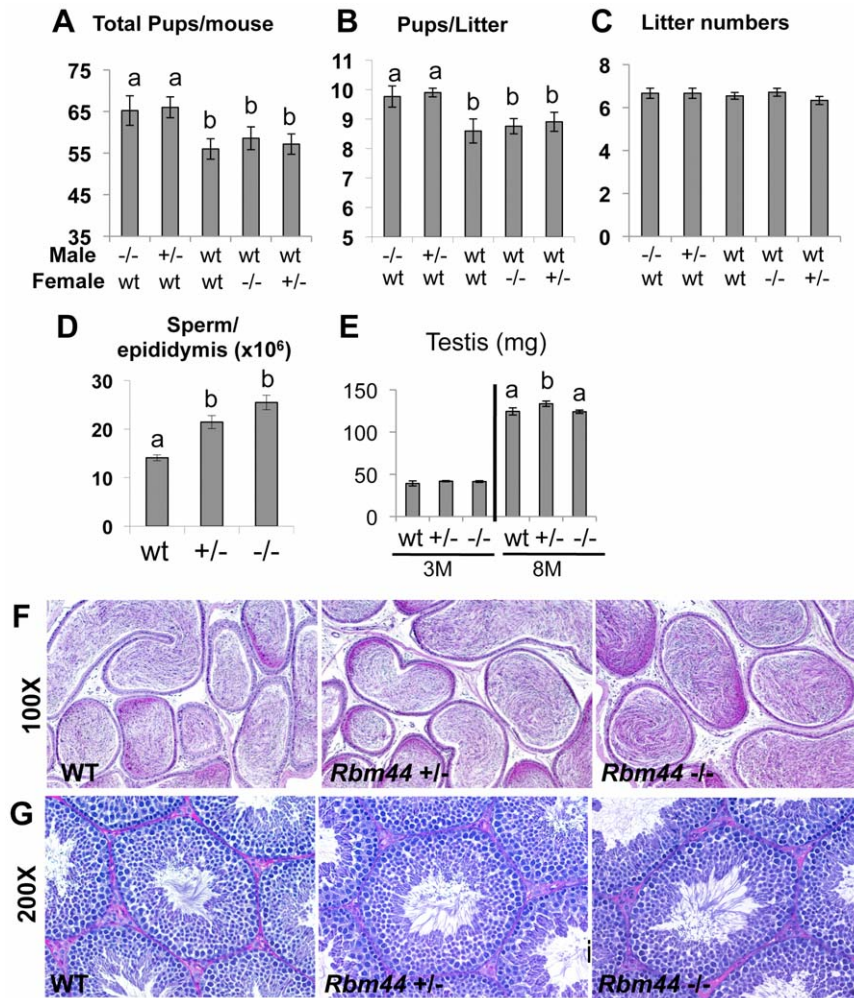 A Total Pups/mouse
a a b b b
75
65
55
45
35
Male -/- +/- wt wt wt
Female wt wt wt -/- +/-
B Pups/Litter
a a b b b
11
10
9
8
7
6
5
-/- +/- wt wt wt
wt wt wt -/- +/-
C Litter numbers
8
6
4
2
0
-/- +/- wt wt wt
wt wt wt -/- +/-
D Sperm/
epididymis (x10⁶)
a b b
30
20
10
0
wt +/- -/-
E Testis (mg)
a b a
150
100
50
0
wt +/- -/- wt +/- -/-
3M 8M
F 100X
WT Rbm44 +/- Rbm44 -/-
G 200X
i
WT Rbm44 +/- Rbm44 -/-